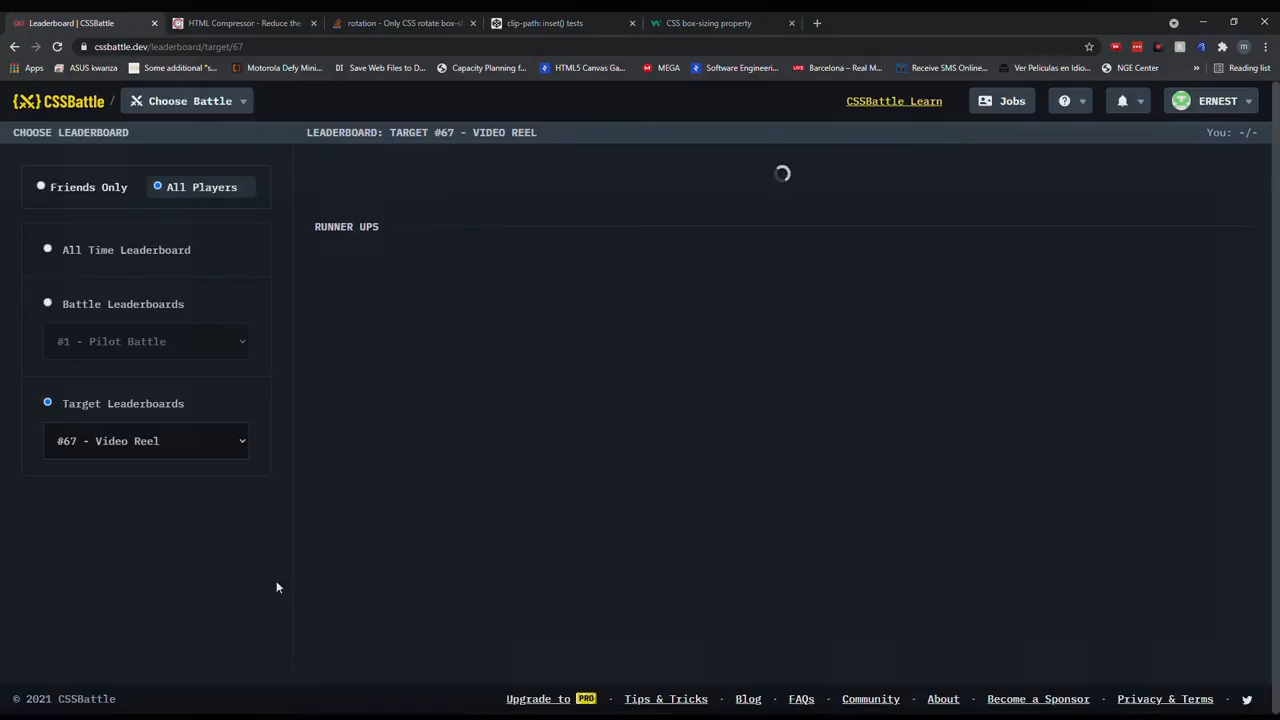 Leaderboard | CSSBattle
HTML Compressor - Reduce the
rotation - Only CSS rotate box-s
clip-path: inset() tests
CSS box-sizing property
cssbattle.dev/leaderboard/target/67
Apps
ASUS kwanza
Some additional "s...
Motorola Defy Mini...
DI Save Web Files to D...
Capacity Planning f...
HTML5 Canvas Ga...
MEGA
Software Engineeri...
LIVE Barcelona – Real M...
Receive SMS Online...
Ver Peliculas en Idio...
NGE Center
»
Reading list
CSSBattle / Choose Battle
CSSBattle Learn
Jobs
ERNEST
CHOOSE LEADERBOARD
LEADERBOARD: TARGET #67 - VIDEO REEL
You: -/-
Friends Only
All Players
RUNNER UPS
All Time Leaderboard
Battle Leaderboards
#1 - Pilot Battle
Target Leaderboards
#67 - Video Reel
© 2021 CSSBattle
Upgrade to PRO · Tips & Tricks · Blog · FAQs · Community · About · Become a Sponsor · Privacy & Terms ·